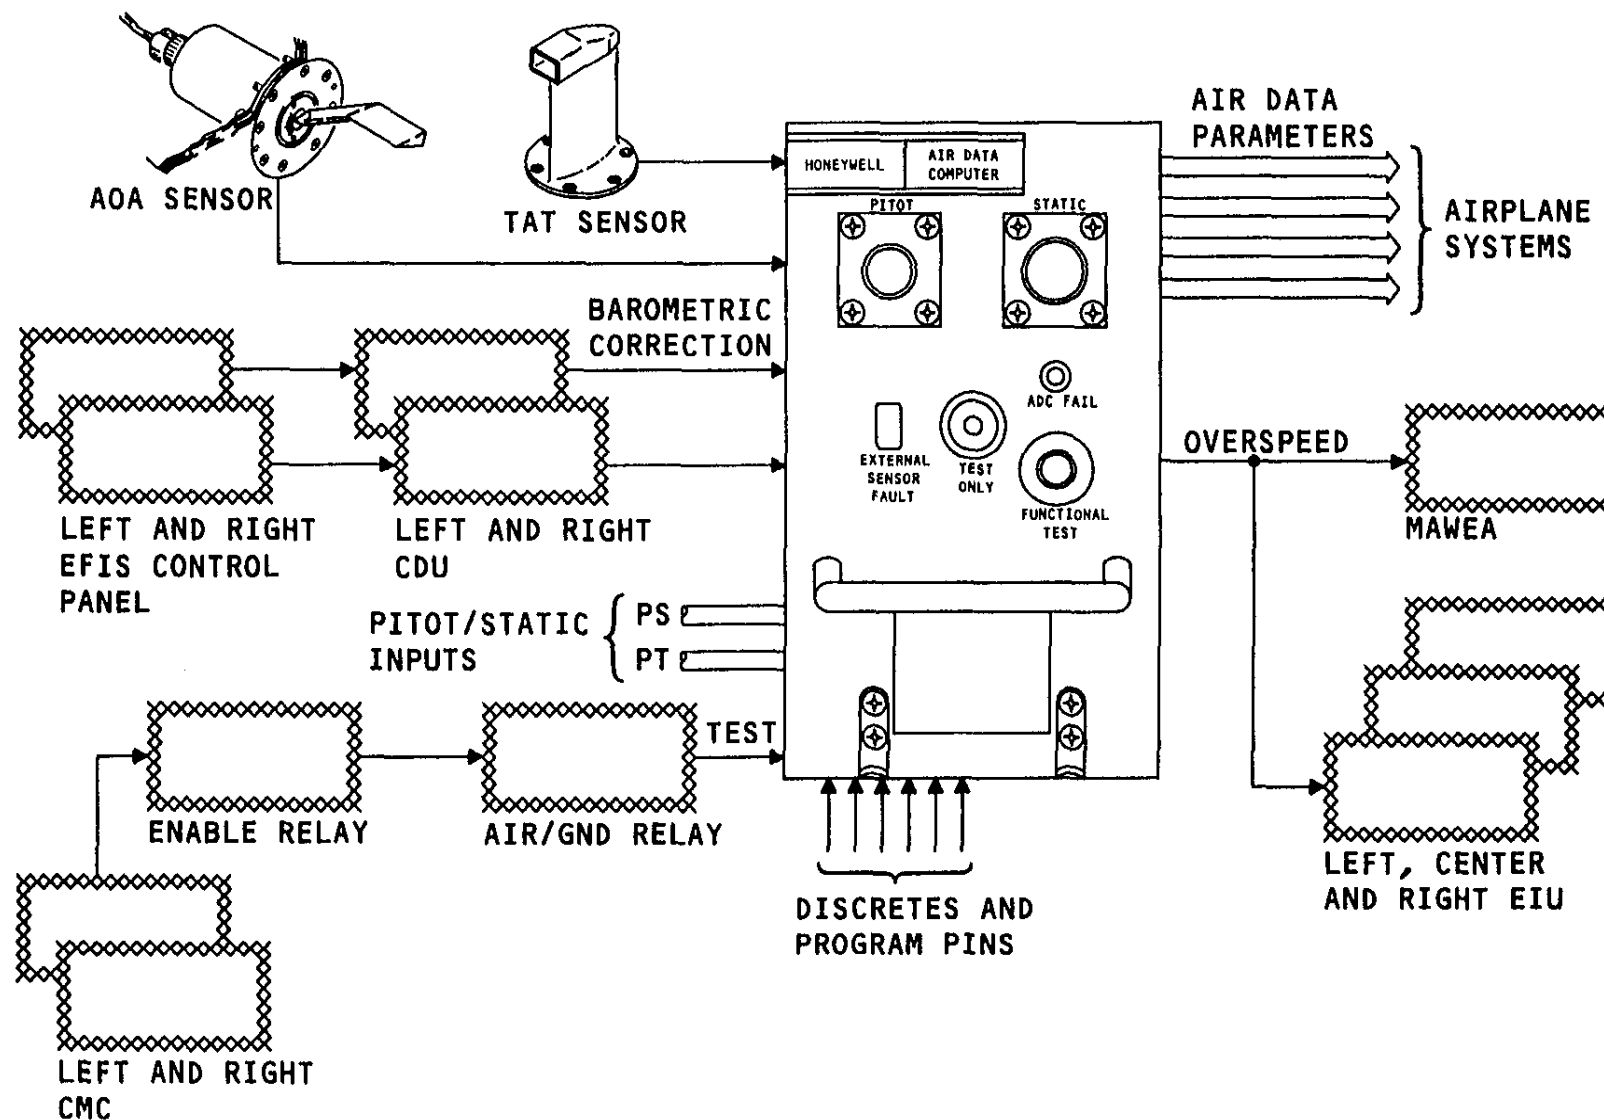 AOA SENSOR
TAT SENSOR
HONEYWELL
AIR DATA
COMPUTER
PITOT
STATIC
AIR DATA
PARAMETERS
AIRPLANE
SYSTEMS
BAROMETRIC
CORRECTION
LEFT AND RIGHT
EFIS CONTROL
PANEL
LEFT AND RIGHT
CDU
ADC FAIL
EXTERNAL
SENSOR
FAULT
TEST
ONLY
FUNCTIONAL
TEST
OVERSPEED
MAWEA
PITOT/STATIC
INPUTS
PS
PT
TEST
ENABLE RELAY
AIR/GND RELAY
LEFT, CENTER
AND RIGHT EIU
DISCRETES AND
PROGRAM PINS
LEFT AND RIGHT
CMC